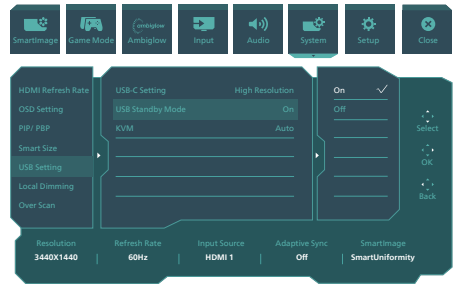 ambiglow
SmartImage Game Mode Ambiglow Input Audio System Setup Close
HDMI Refresh Rate USB-C Setting High Resolution On
OSD Setting USB Standby Mode On Off
PIP/ PBP KVM Auto Select
Smart Size
OK
USB Setting
Local Dimming
Back
Over Scan
Resolution Refresh Rate Input Source Adaptive Sync SmartImage
3440X1440 60Hz HDMI 1 Off SmartUniformity